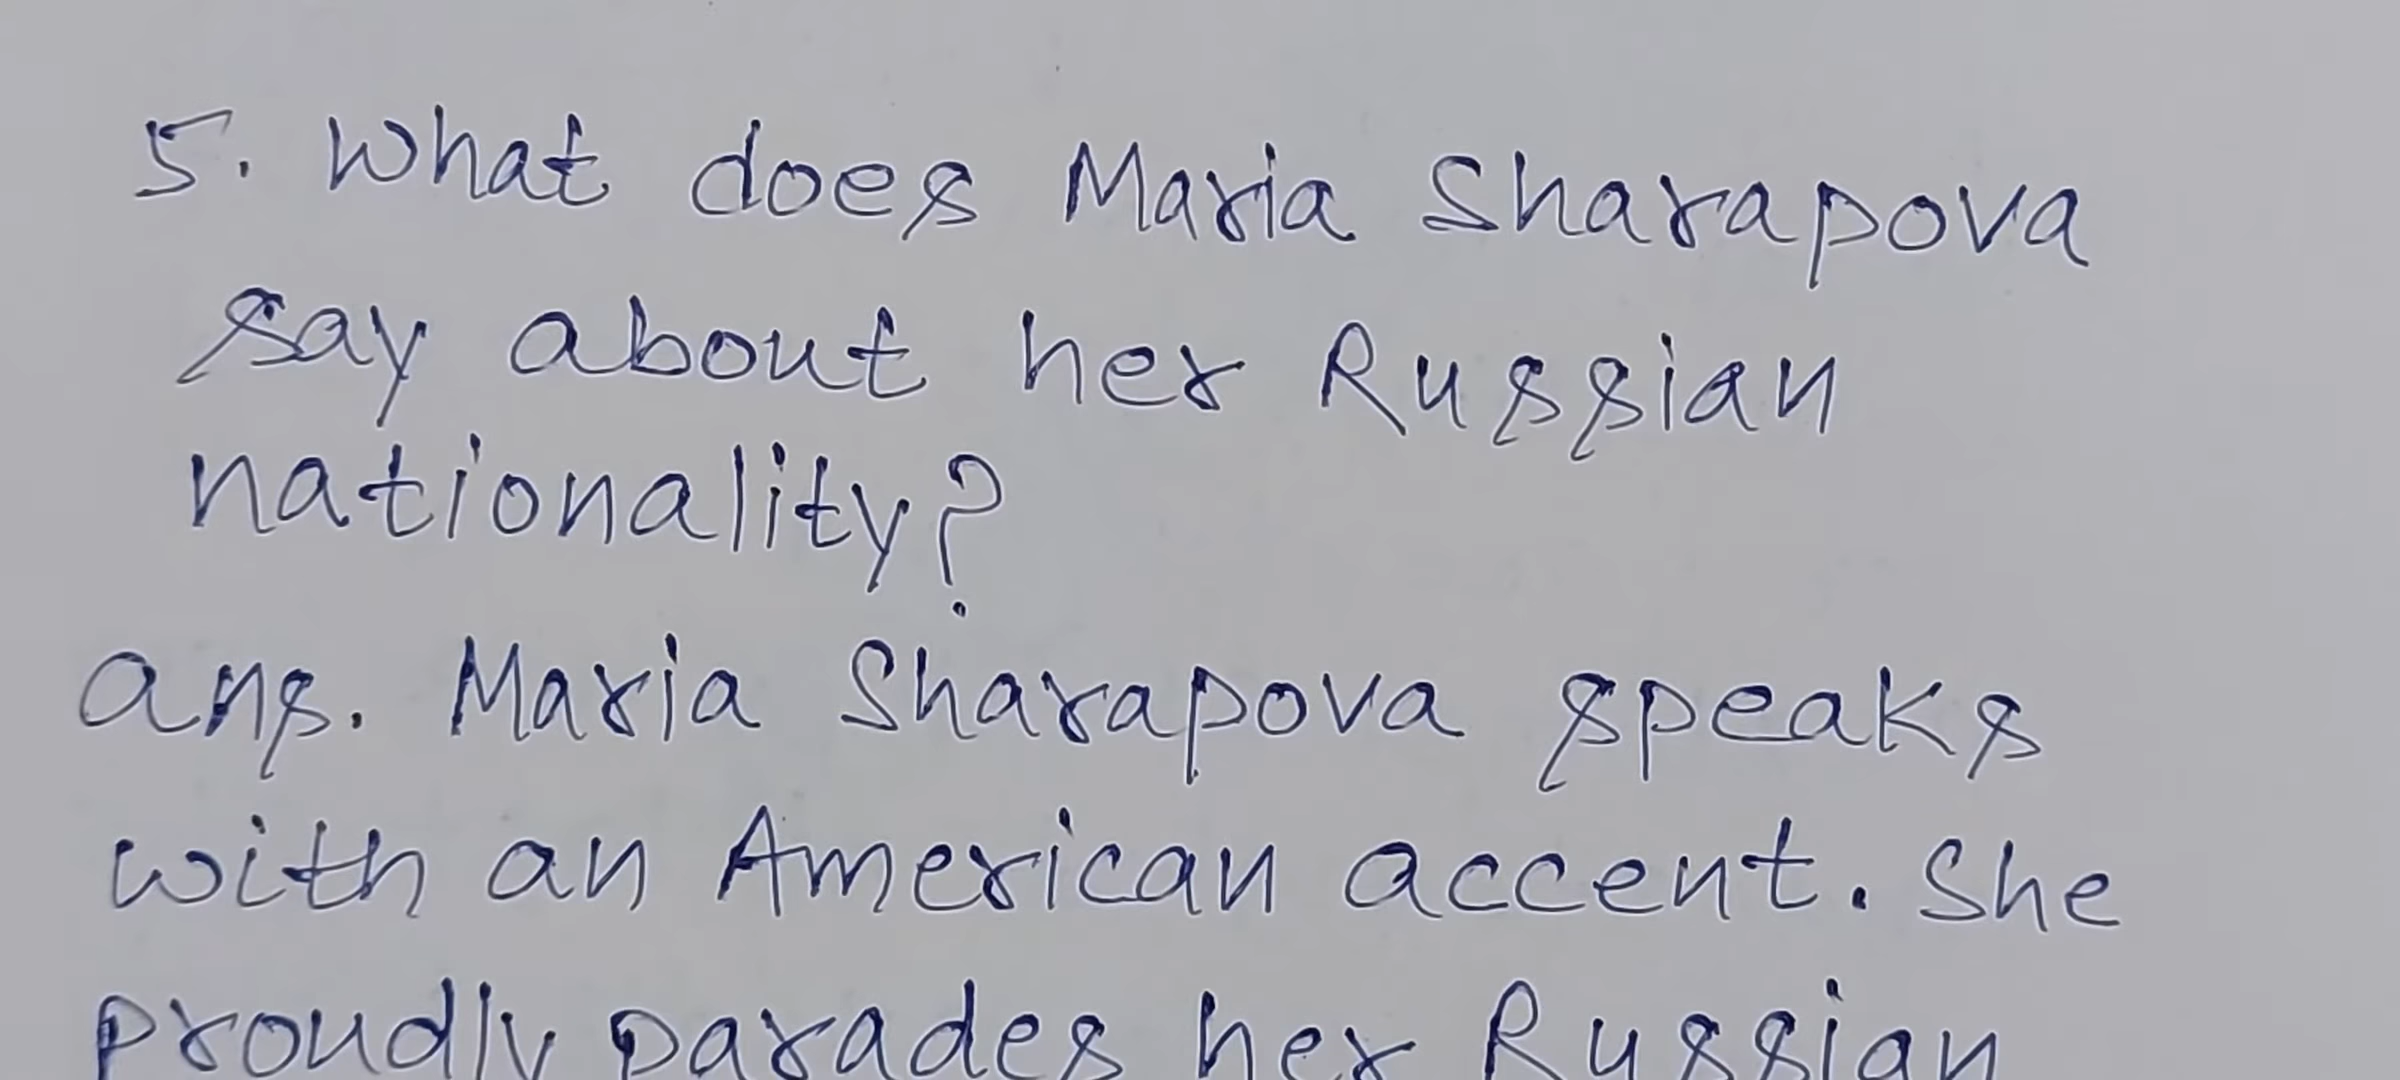 5. What does Maria Sharapova
say about her Russian
nationality?
ans. Maria Sharapova speaks
with an American accent. She
proudly parades her Russian